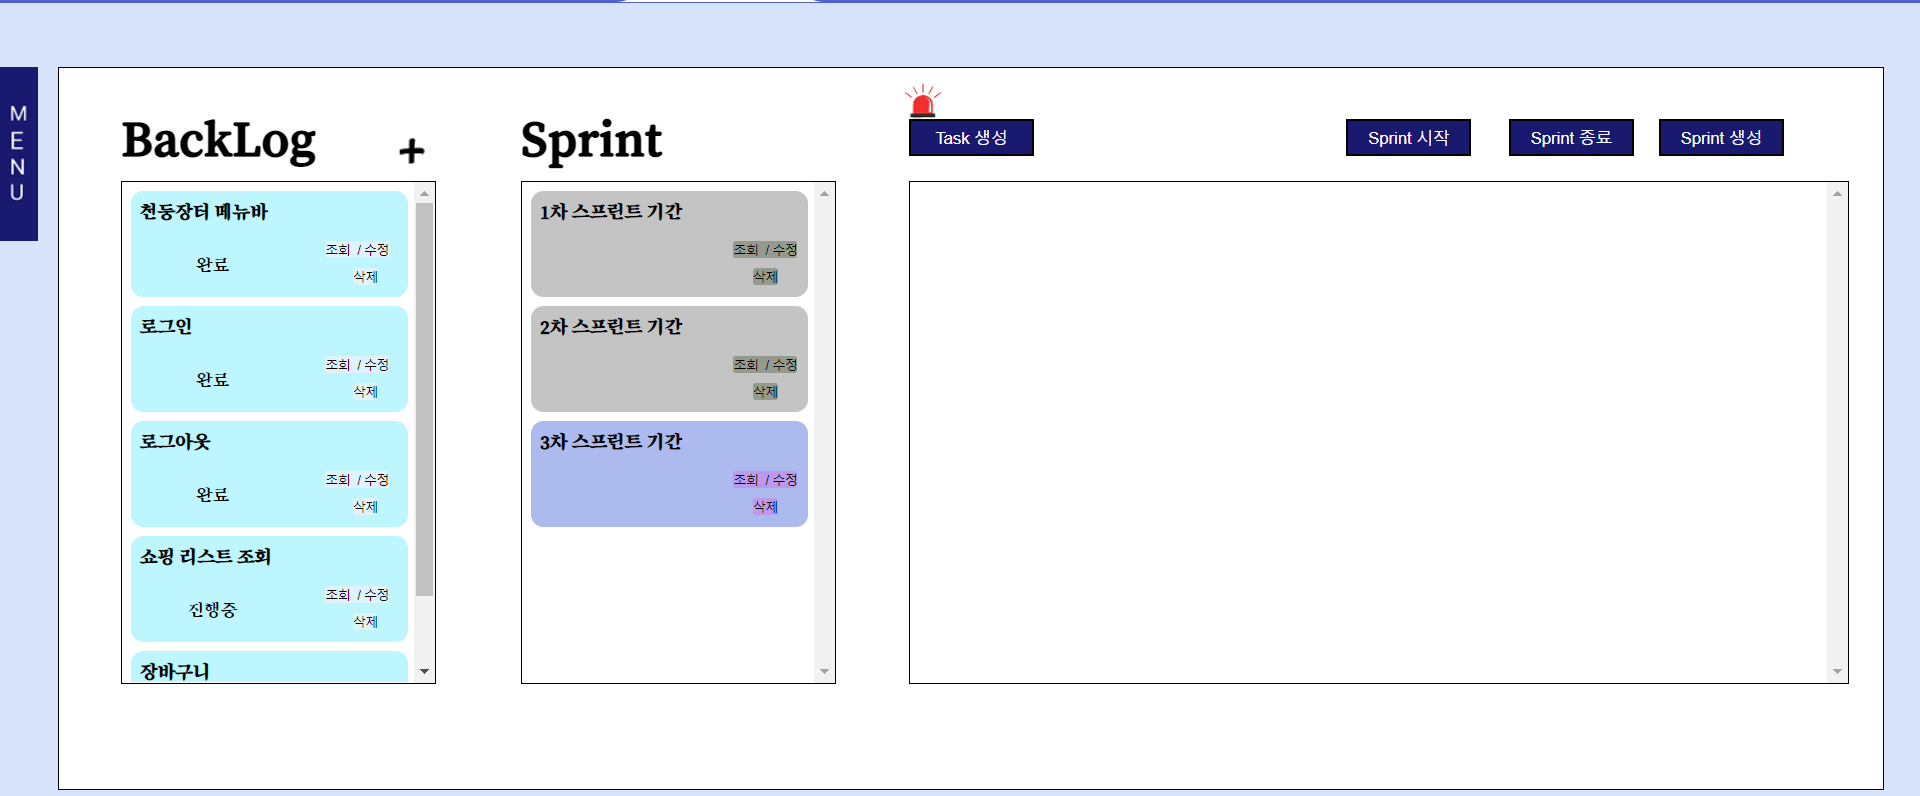 M
E
N
U
BackLog +
천둥장터 메뉴바
완료
조회 / 수정
삭제
로그인
완료
조회 / 수정
삭제
로그아웃
완료
조회 / 수정
삭제
쇼핑 리스트 조회
진행중
조회 / 수정
삭제
장바구니
Sprint
1차 스프린트 기간
조회 / 수정
삭제
2차 스프린트 기간
조회 / 수정
삭제
3차 스프린트 기간
조회 / 수정
삭제
Task 생성
Sprint 시작
Sprint 종료
Sprint 생성